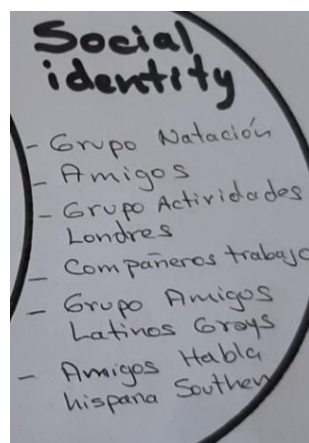 Social
identity
- Grupo Natación
- Amigos
- Grupo Actividades
Londres
- Compañeros trabajo
- Grupo Amigos
Latinos Grays
- Amigos Habla
hispana Southen